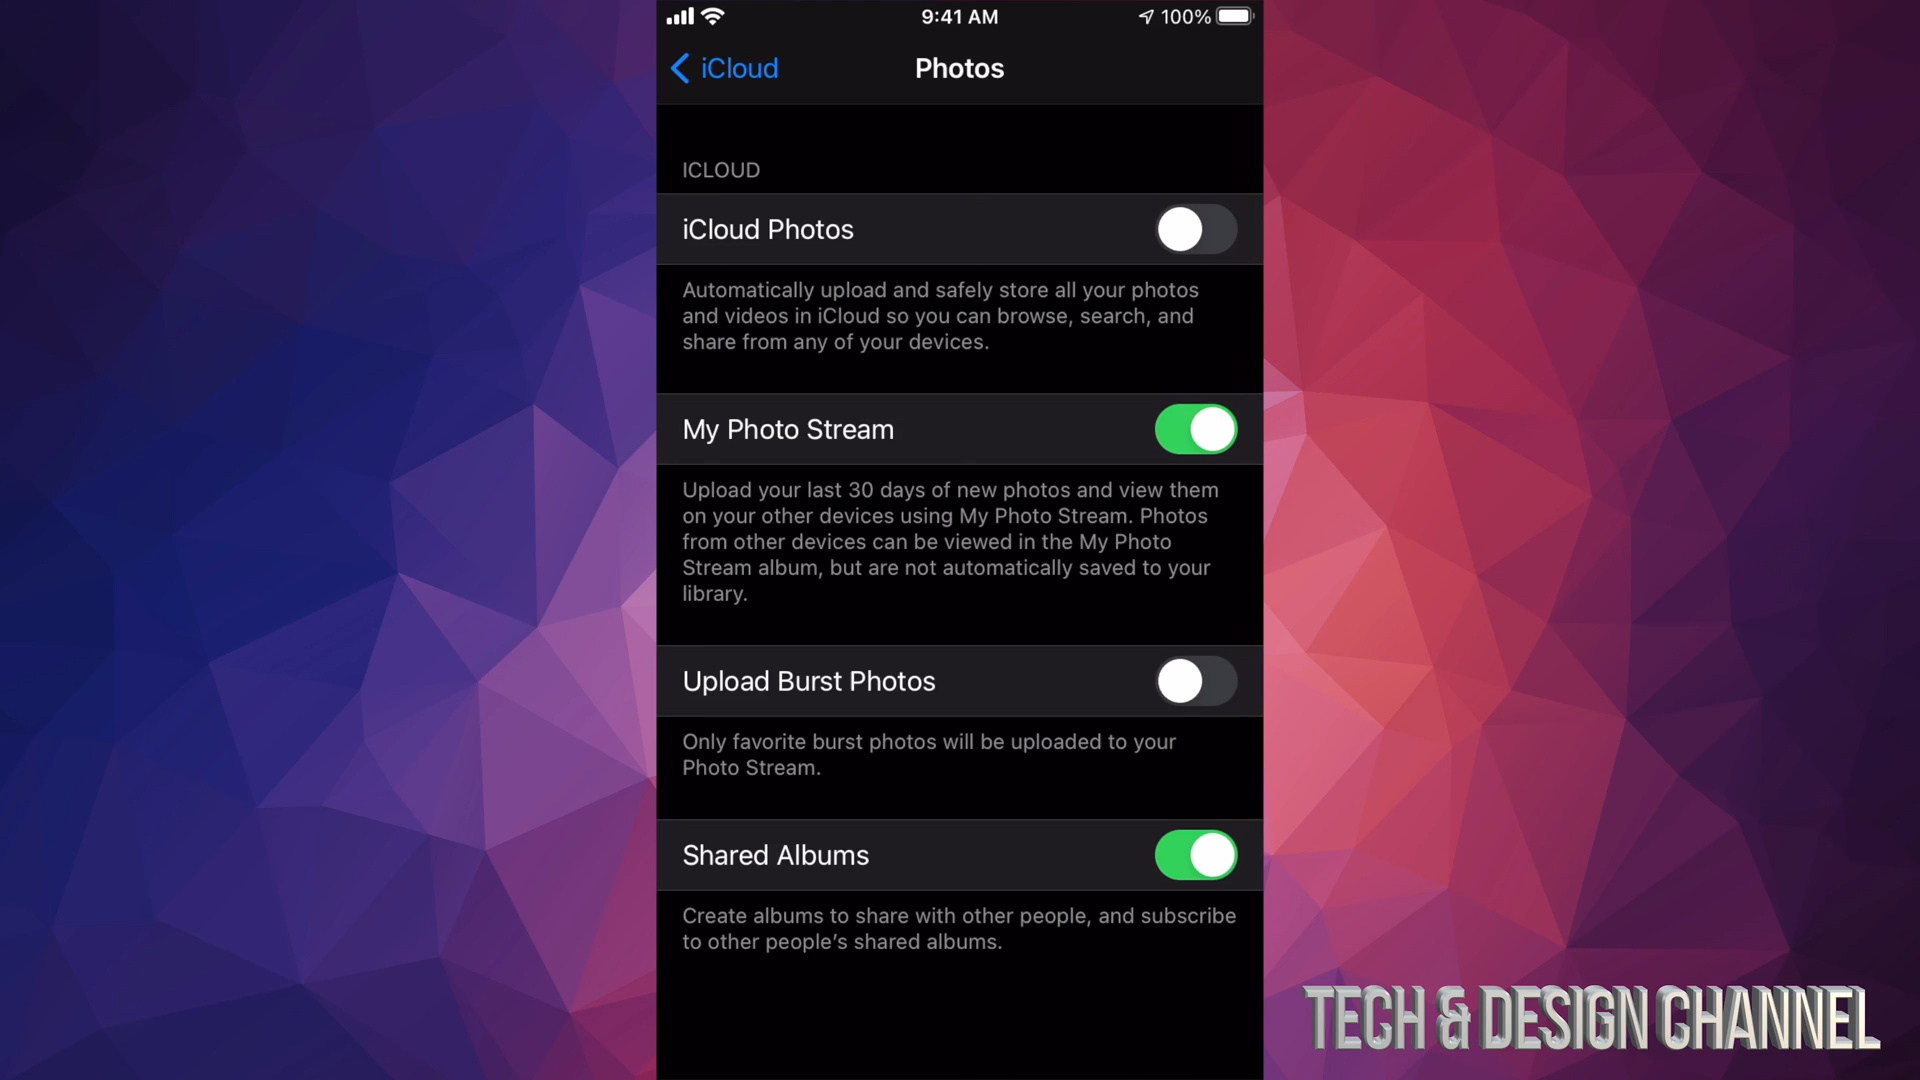 9:41 AM
100%
iCloud
Photos
ICLOUD
iCloud Photos
Automatically upload and safely store all your photos
and videos in iCloud so you can browse, search, and
share from any of your devices.
My Photo Stream
Upload your last 30 days of new photos and view them
on your other devices using My Photo Stream. Photos
from other devices can be viewed in the My Photo
Stream album, but are not automatically saved to your
library.
Upload Burst Photos
Only favorite burst photos will be uploaded to your
Photo Stream.
Shared Albums
Create albums to share with other people, and subscribe
to other people’s shared albums.
TECH & DESIGN CHANNEL